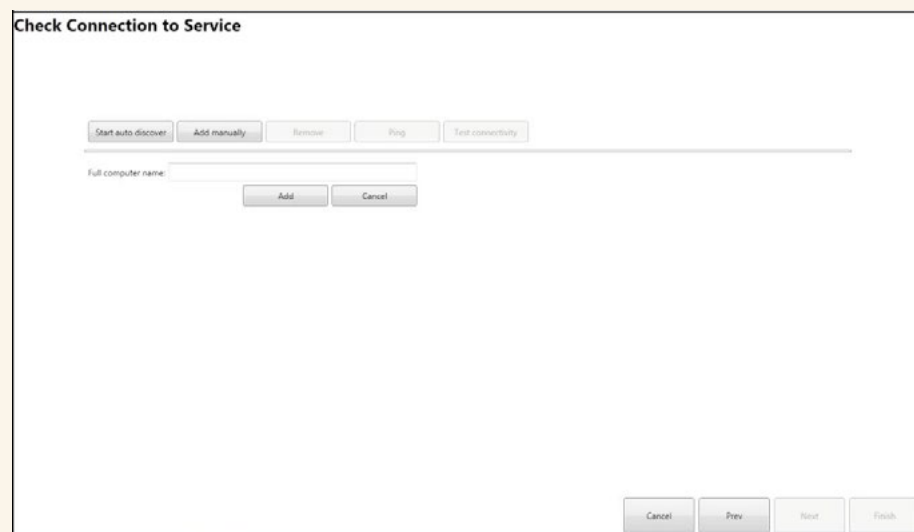 Check Connection to Service
Start auto discover Add manually Remove Ping Test connectivity
Full computer name:
Add Cancel
Cancel Prev Next Finish